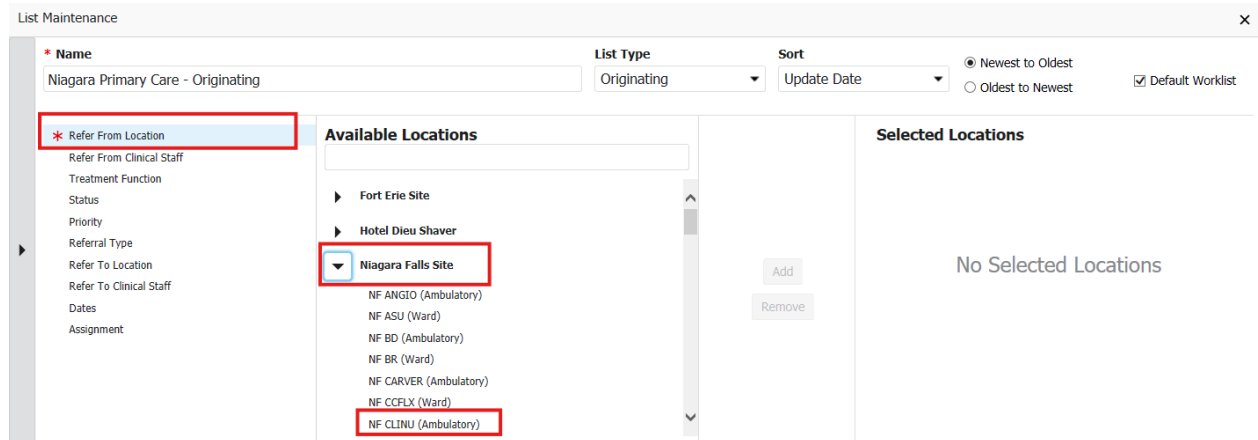 List Maintenance
* Name
Niagara Primary Care - Originating
List Type
Originating
Sort
Update Date
Newest to Oldest
Oldest to Newest
Default Worklist
* Refer From Location
Refer From Clinical Staff
Treatment Function
Status
Priority
Referral Type
Refer To Location
Refer To Clinical Staff
Dates
Assignment
Available Locations
Fort Erie Site
Hotel Dieu Shaver
Niagara Falls Site
NF ANGIO (Ambulatory)
NF ASU (Ward)
NF BD (Ambulatory)
NF BR (Ward)
NF CARVER (Ambulatory)
NF CCFLX (Ward)
NF CLINU (Ambulatory)
Add
Remove
Selected Locations
No Selected Locations